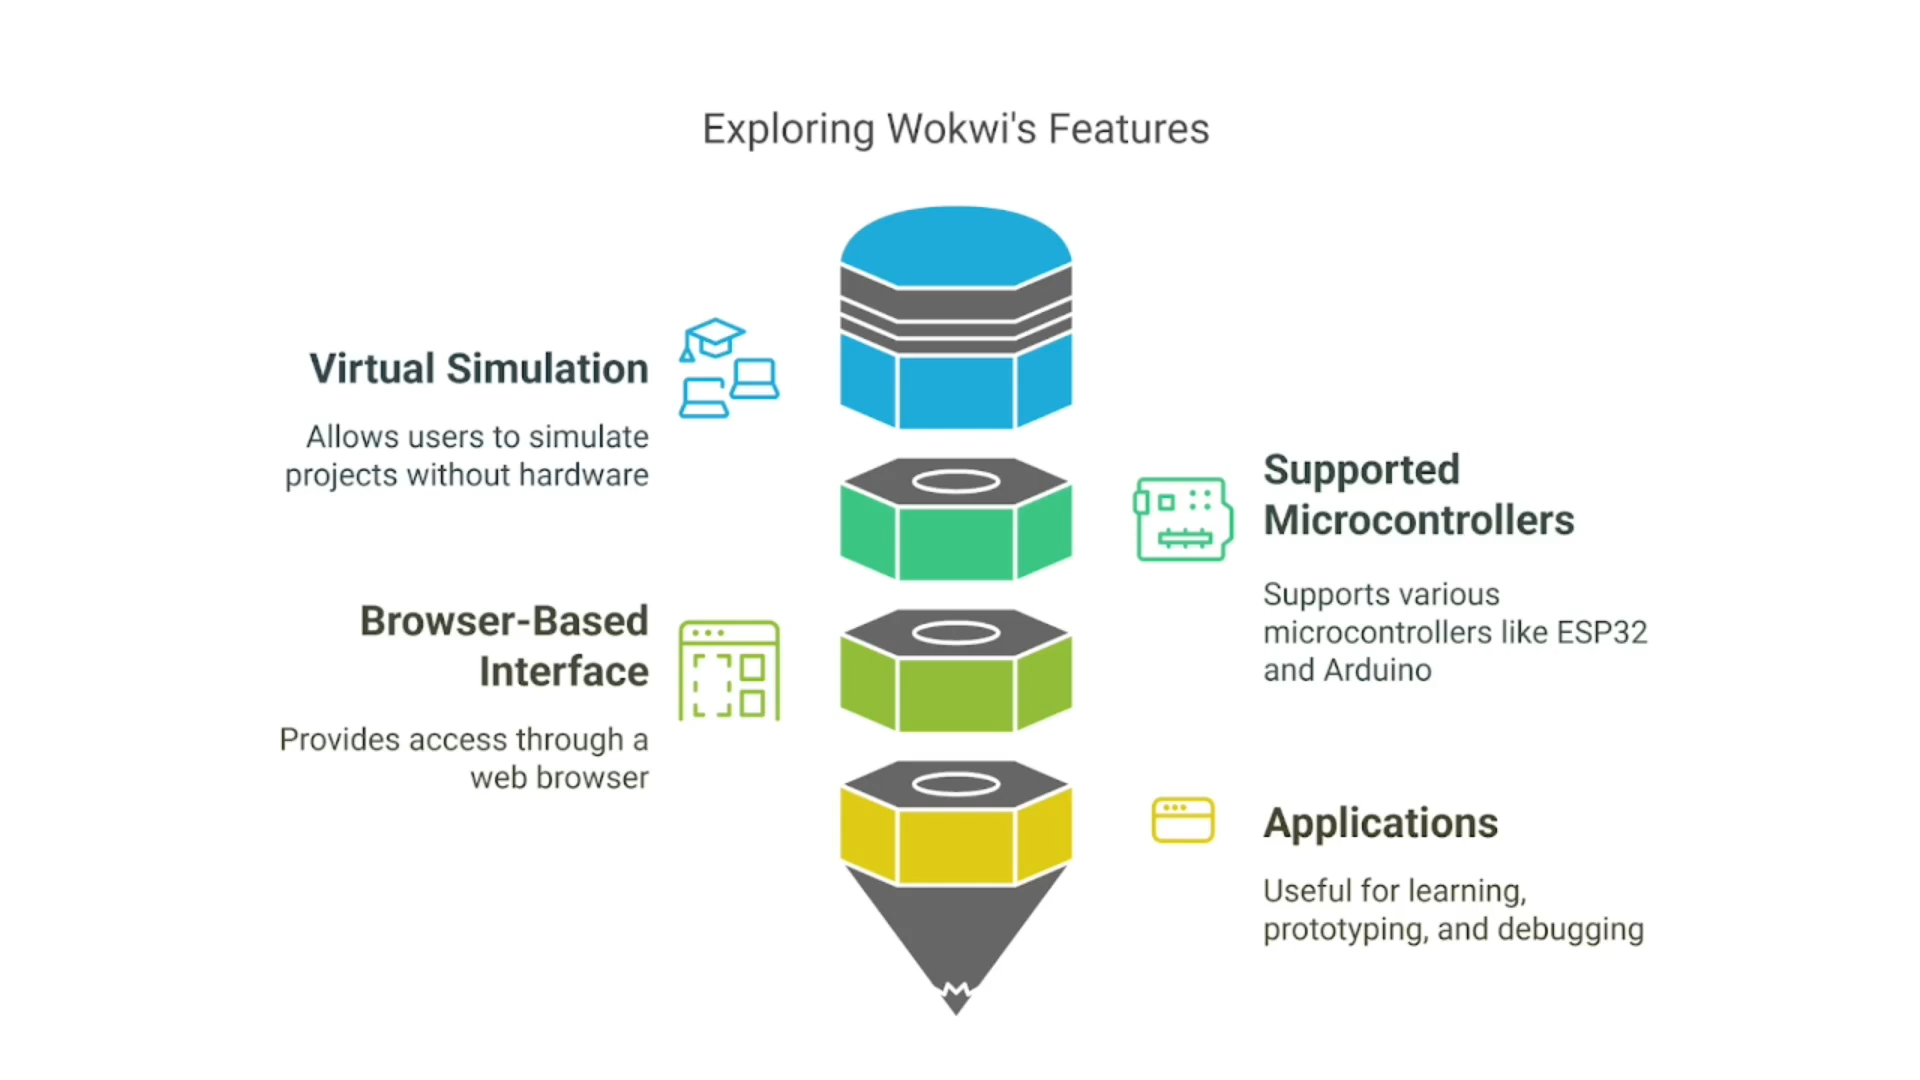 Exploring Wokwi's Features
Virtual Simulation
Allows users to simulate
projects without hardware
Supported
Microcontrollers
Supports various
microcontrollers like ESP32
and Arduino
Browser-Based
Interface
Provides access through a
web browser
Applications
Useful for learning,
prototyping, and debugging